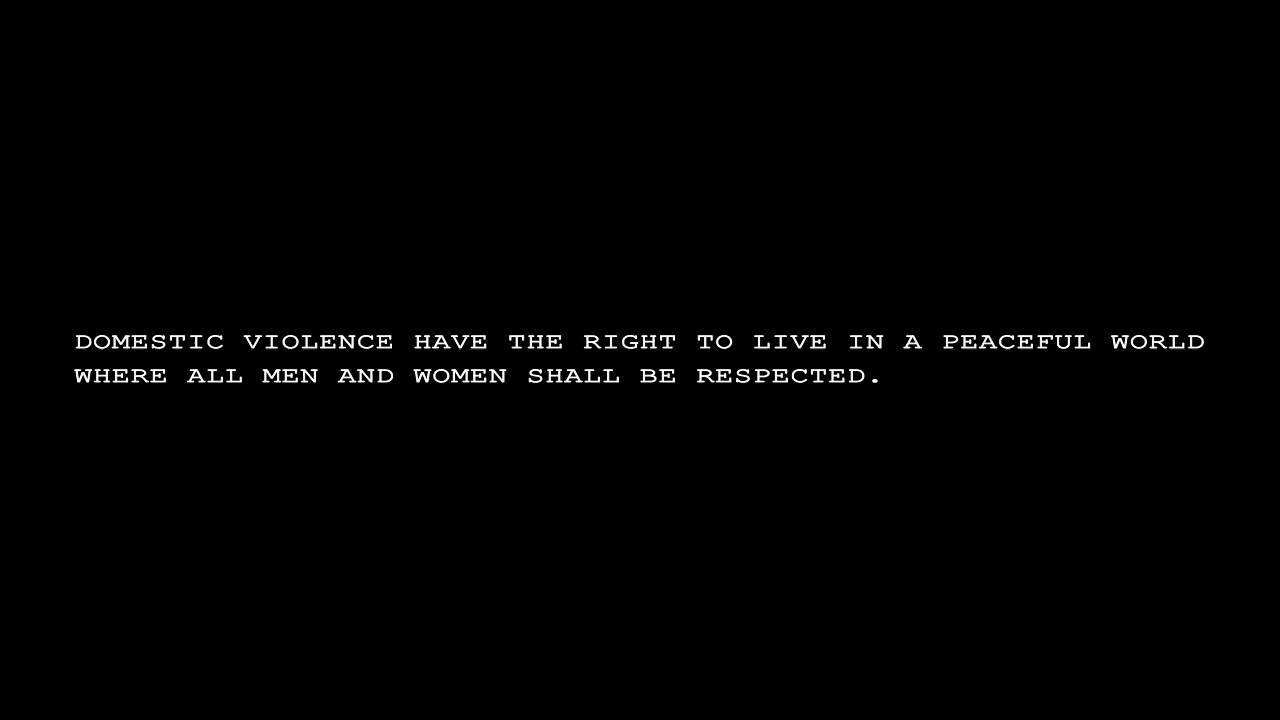 DOMESTIC VIOLENCE HAVE THE RIGHT TO LIVE IN A PEACEFUL WORLD
WHERE ALL MEN AND WOMEN SHALL BE RESPECTED.